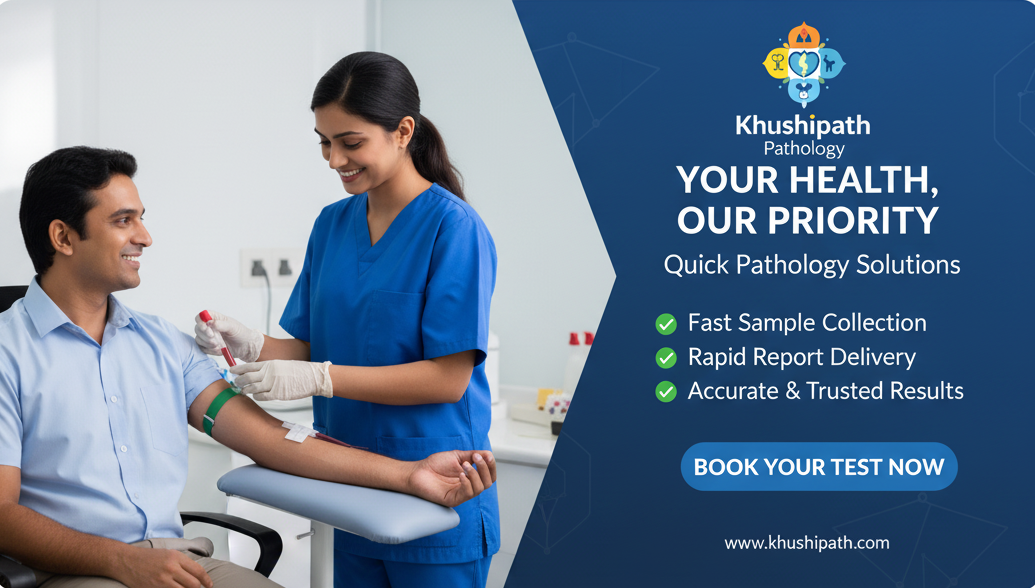 Khushipath
Pathology
YOUR HEALTH,
OUR PRIORITY
Quick Pathology Solutions
Fast Sample Collection
Rapid Report Delivery
Accurate & Trusted Results
BOOK YOUR TEST NOW
www.khushipath.com